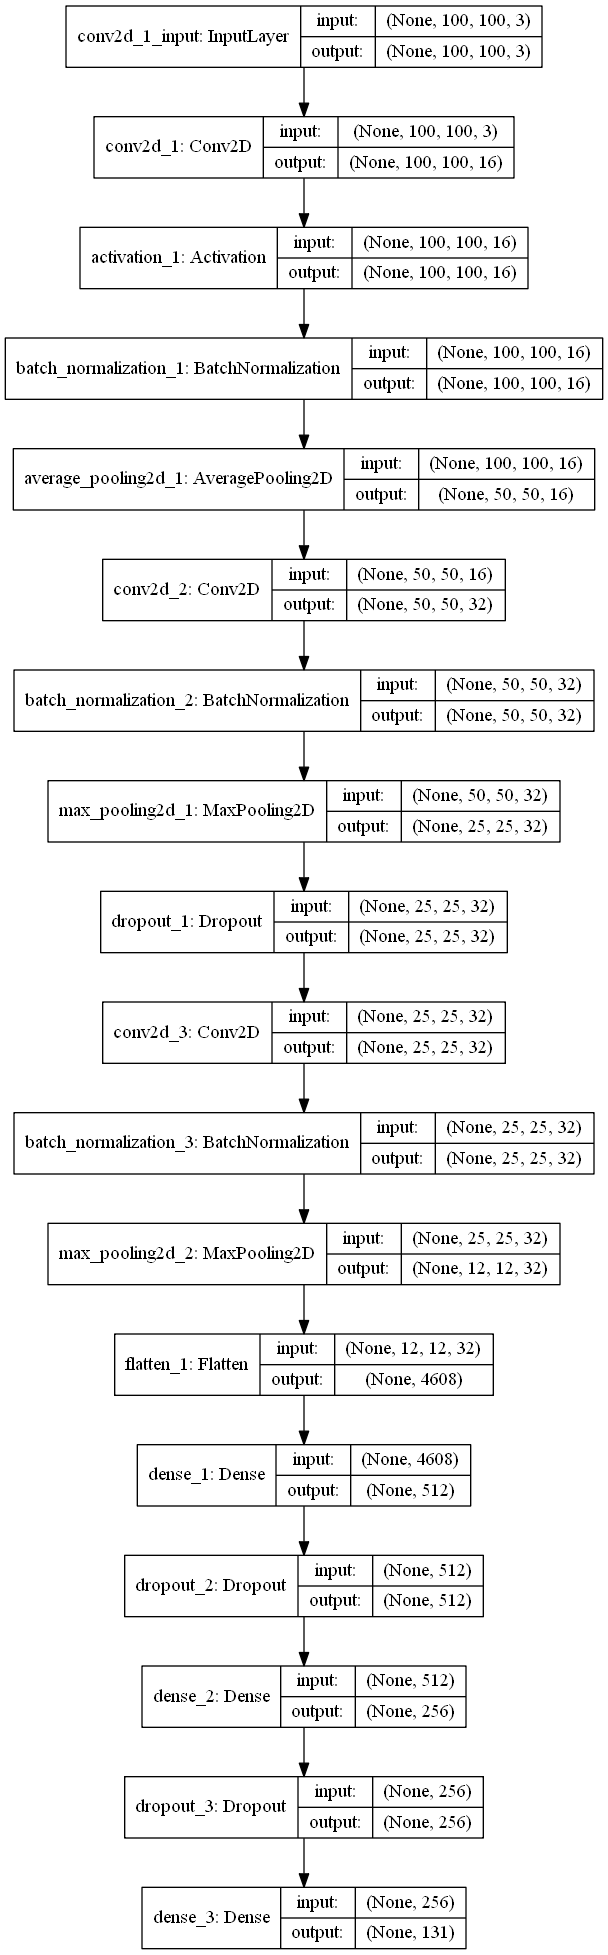 conv2d_1_input: InputLayer
input: (None, 100, 100, 3)
output: (None, 100, 100, 3)
conv2d_1: Conv2D
input: (None, 100, 100, 3)
output: (None, 100, 100, 16)
activation_1: Activation
input: (None, 100, 100, 16)
output: (None, 100, 100, 16)
batch_normalization_1: BatchNormalization
input: (None, 100, 100, 16)
output: (None, 100, 100, 16)
average_pooling2d_1: AveragePooling2D
input: (None, 100, 100, 16)
output: (None, 50, 50, 16)
conv2d_2: Conv2D
input: (None, 50, 50, 16)
output: (None, 50, 50, 32)
batch_normalization_2: BatchNormalization
input: (None, 50, 50, 32)
output: (None, 50, 50, 32)
max_pooling2d_1: MaxPooling2D
input: (None, 50, 50, 32)
output: (None, 25, 25, 32)
dropout_1: Dropout
input: (None, 25, 25, 32)
output: (None, 25, 25, 32)
conv2d_3: Conv2D
input: (None, 25, 25, 32)
output: (None, 25, 25, 32)
batch_normalization_3: BatchNormalization
input: (None, 25, 25, 32)
output: (None, 25, 25, 32)
max_pooling2d_2: MaxPooling2D
input: (None, 25, 25, 32)
output: (None, 12, 12, 32)
flatten_1: Flatten
input: (None, 12, 12, 32)
output: (None, 4608)
dense_1: Dense
input: (None, 4608)
output: (None, 512)
dropout_2: Dropout
input: (None, 512)
output: (None, 512)
dense_2: Dense
input: (None, 512)
output: (None, 256)
dropout_3: Dropout
input: (None, 256)
output: (None, 256)
dense_3: Dense
input: (None, 256)
output: (None, 131)